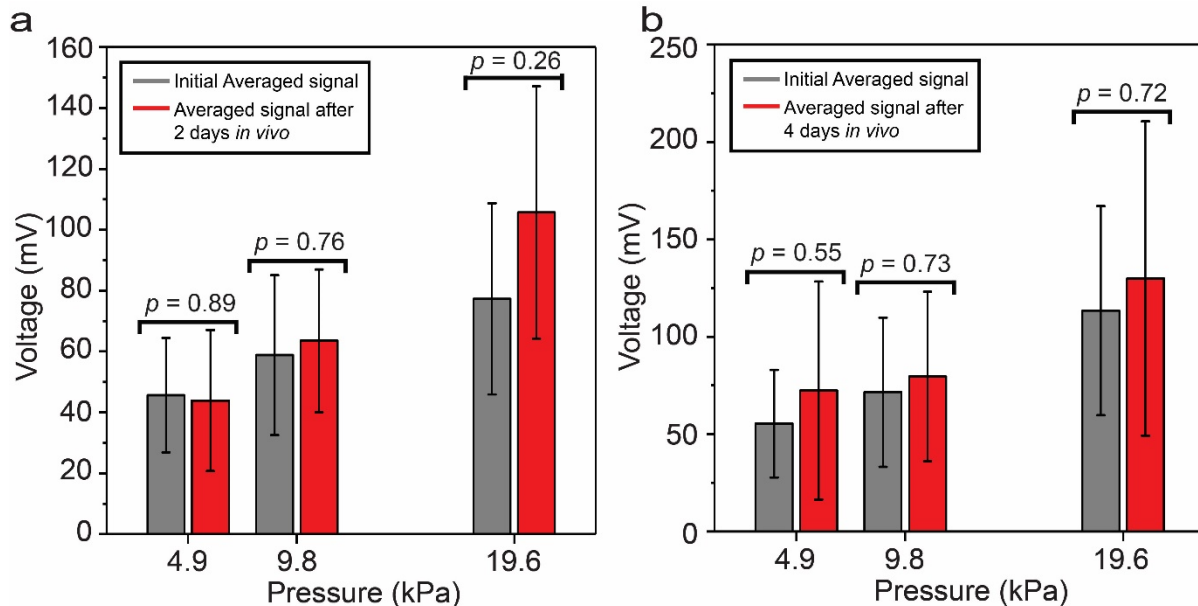 a
160
140
120
100
80
60
40
20
0
Voltage (mV)
Initial Averaged signal
Averaged signal after
2 days in vivo
p = 0.89
p = 0.76
p = 0.26
4.9
9.8
19.6
Pressure (kPa)
b
250
200
150
100
50
0
Voltage (mV)
Initial Averaged signal
Averaged signal after
4 days in vivo
p = 0.55
p = 0.73
p = 0.72
4.9
9.8
19.6
Pressure (kPa)